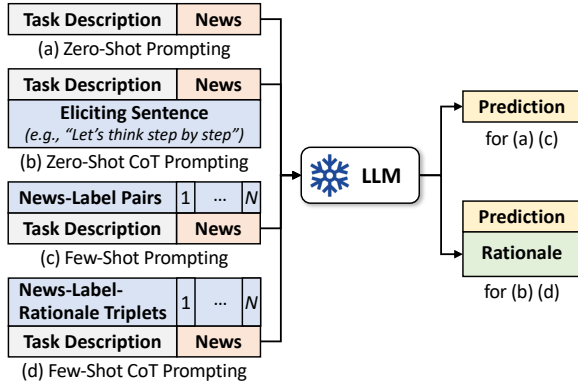 Task Description News
(a) Zero-Shot Prompting
Task Description News
Eliciting Sentence
(e.g., “Let’s think step by step”)
(b) Zero-Shot CoT Prompting
News-Label Pairs 1 ... N
Task Description News
(c) Few-Shot Prompting
News-Label-
Rationale Triplets 1 ... N
Task Description News
(d) Few-Shot CoT Prompting
LLM
Prediction
for (a) (c)
Prediction
Rationale
for (b) (d)